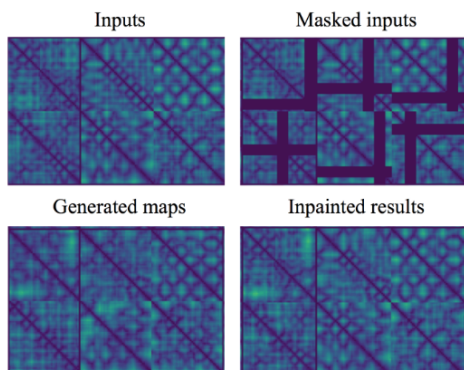 Inputs
Masked inputs
Generated maps
Inpainted results